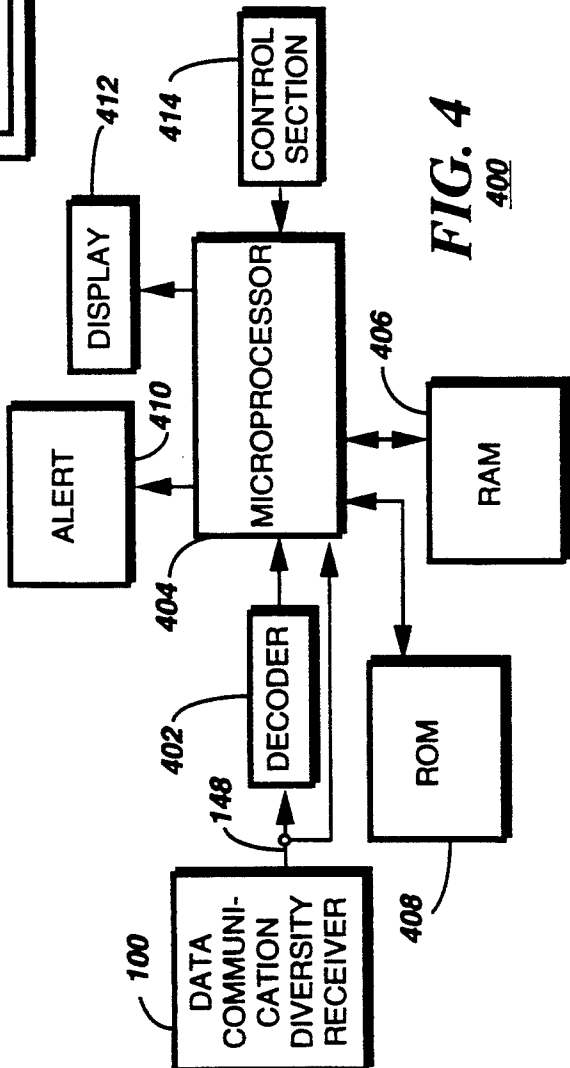 100
DATA
COMMUNI-
CATION
DIVERSITY
RECEIVER
148
402
DECODER
404
MICROPROCESSOR
410
ALERT
412
DISPLAY
414
CONTROL
SECTION
408
ROM
406
RAM
FIG. 4
400